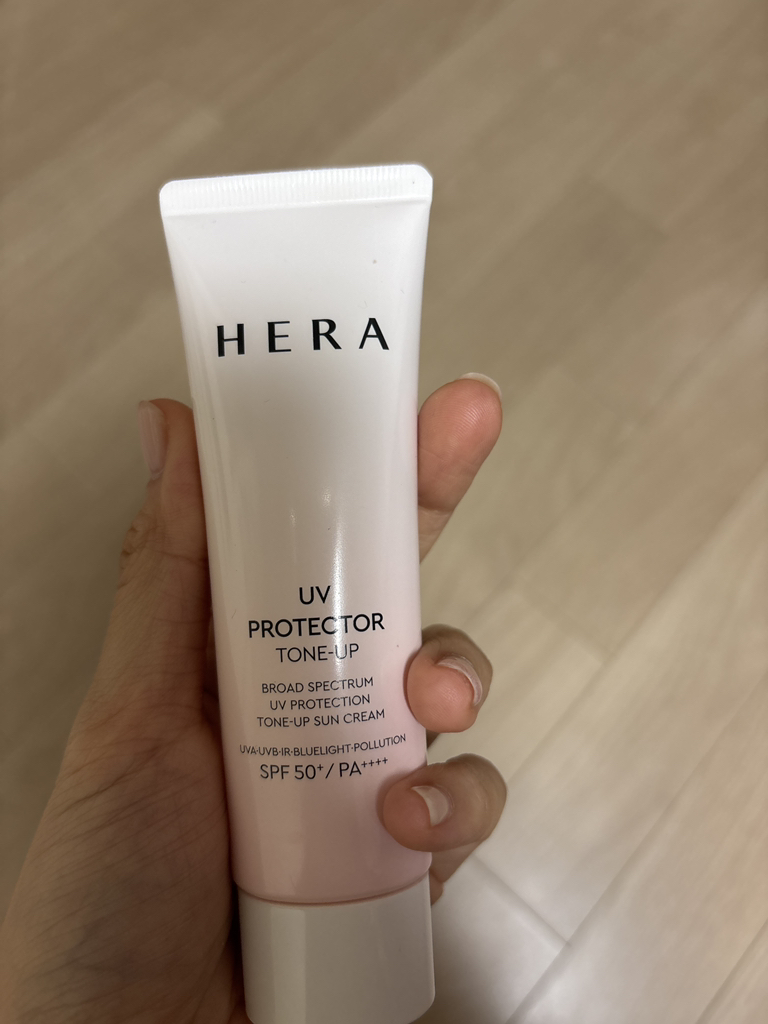 HERA
UV
PROTECTOR
TONE-UP
BROAD SPECTRUM
UV PROTECTION
TONE-UP SUN CREAM
UVA·UVB·IR·BLUELIGHT·POLLUTION
SPF 50⁺/ PA⁺⁺⁺⁺